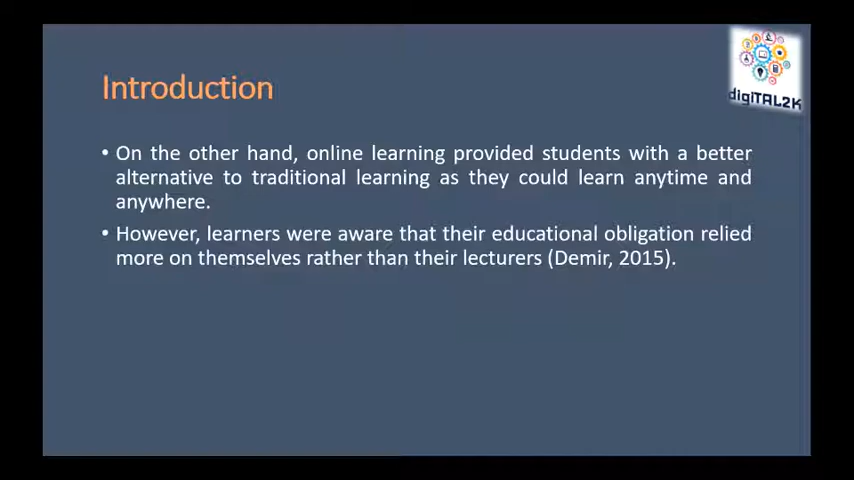 Introduction
digiTAL2K
• On the other hand, online learning provided students with a better
alternative to traditional learning as they could learn anytime and
anywhere.
• However, learners were aware that their educational obligation relied
more on themselves rather than their lecturers (Demir, 2015).